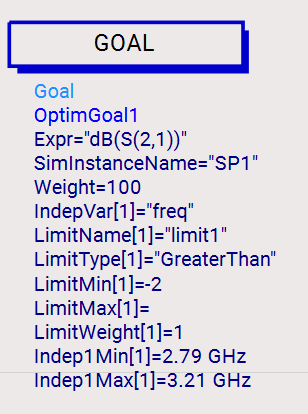 GOAL
Goal
OptimGoal1
Expr="dB(S(2,1))"
SimInstanceName="SP1"
Weight=100
IndepVar[1]="freq"
LimitName[1]="limit1"
LimitType[1]="GreaterThan"
LimitMin[1]=-2
LimitMax[1]=
LimitWeight[1]=1
Indep1Min[1]=2.79 GHz
Indep1Max[1]=3.21 GHz